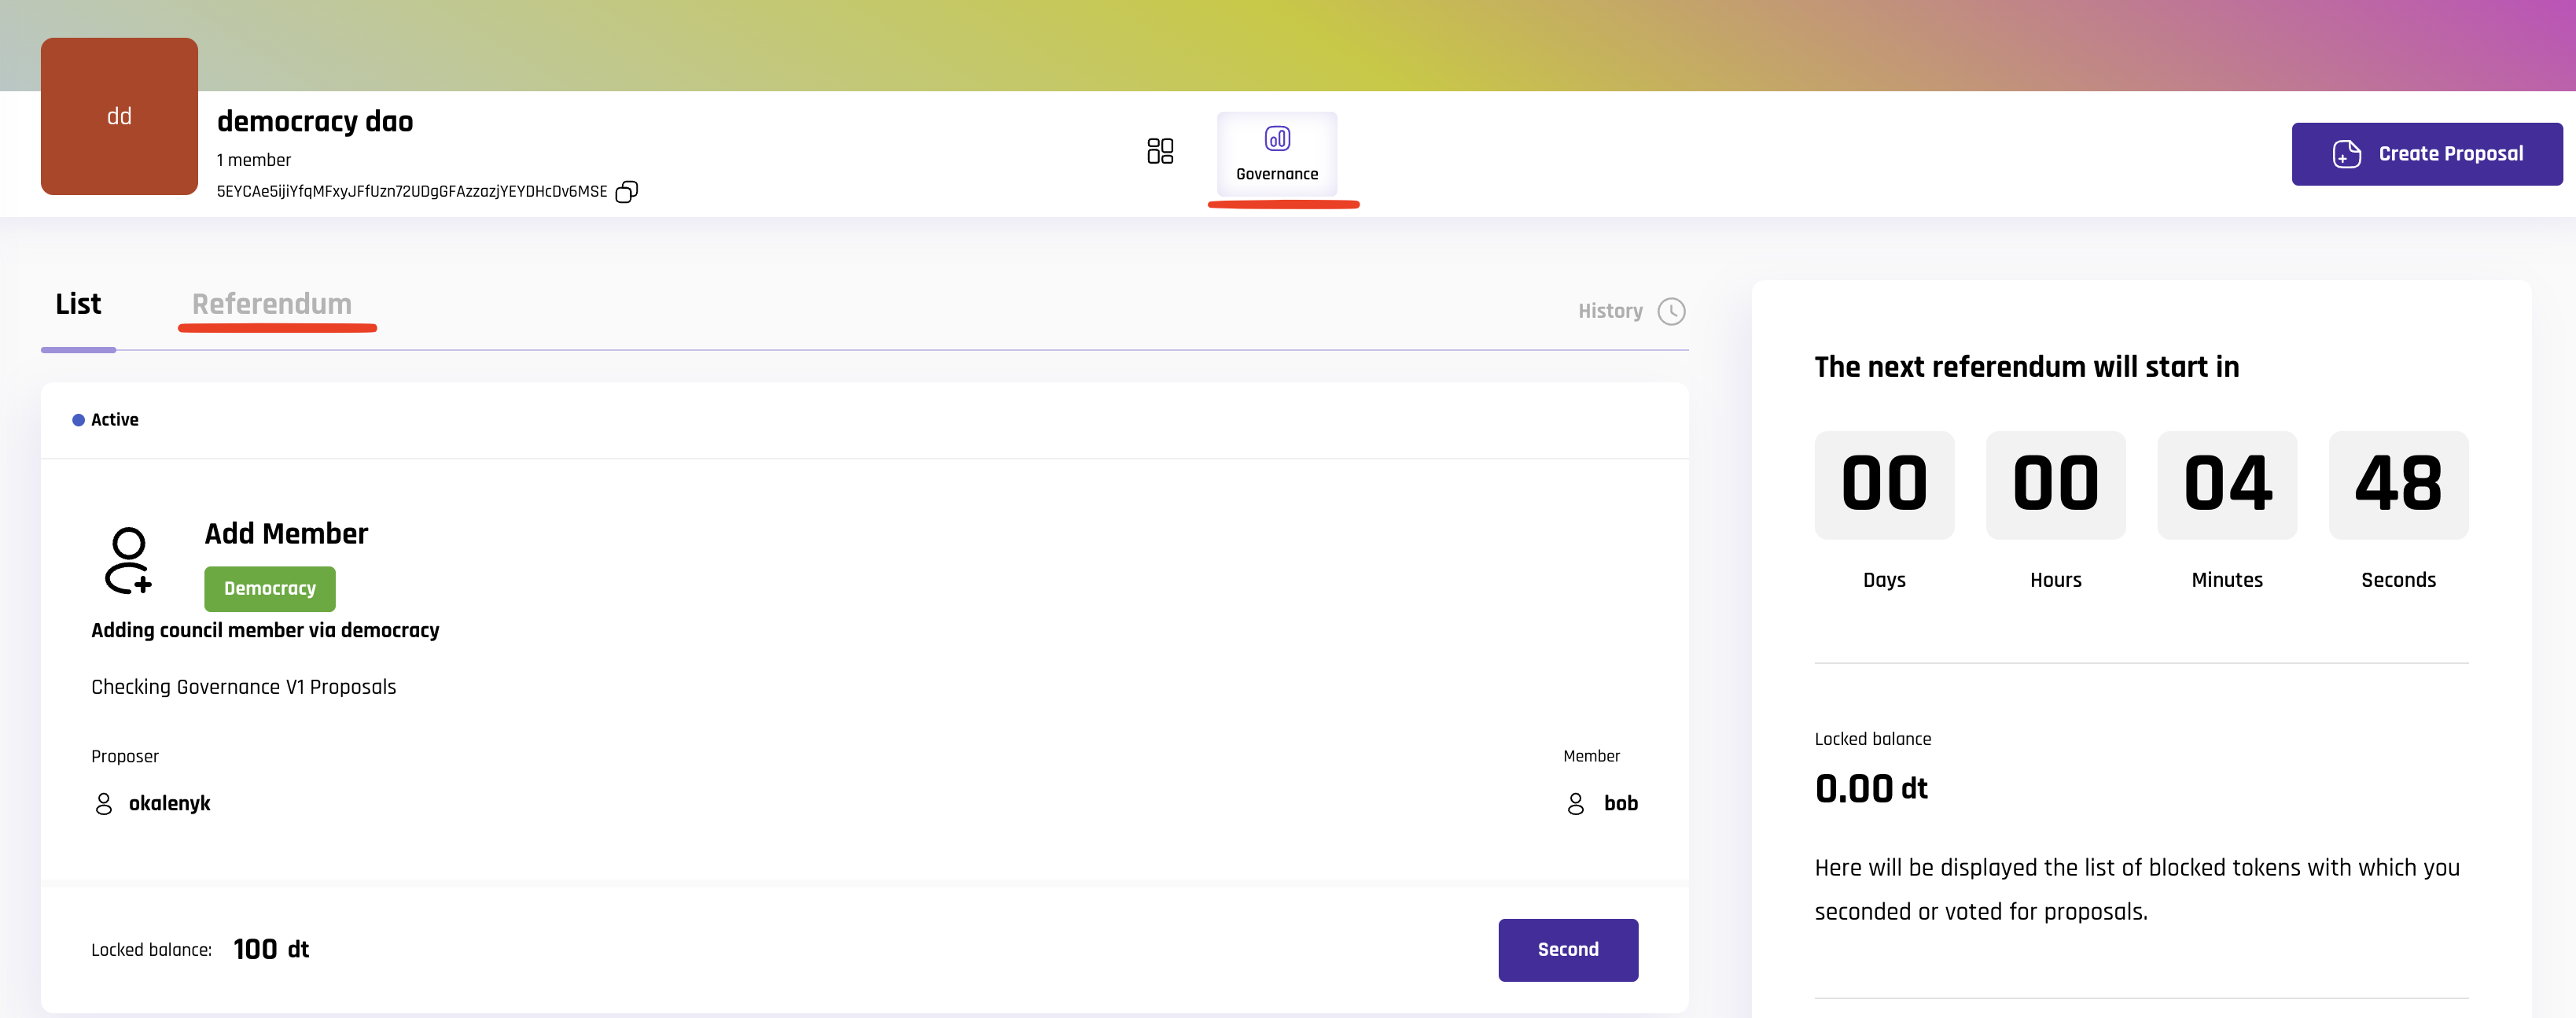 dd
democracy dao
1 member
5EYCAe5ijiYfqMFxyJFfUzn72UDgGFAzzazjYEYDHcDv6MSE
Governance
Create Proposal
List
Referendum
History
Active
Add Member
Democracy
Adding council member via democracy
Checking Governance V1 Proposals
Proposer
Member
okalenyk
bob
Locked balance: 100 dt
Second
The next referendum will start in
00 00 04 48
Days Hours Minutes Seconds
Locked balance
0.00 dt
Here will be displayed the list of blocked tokens with which you
seconded or voted for proposals.